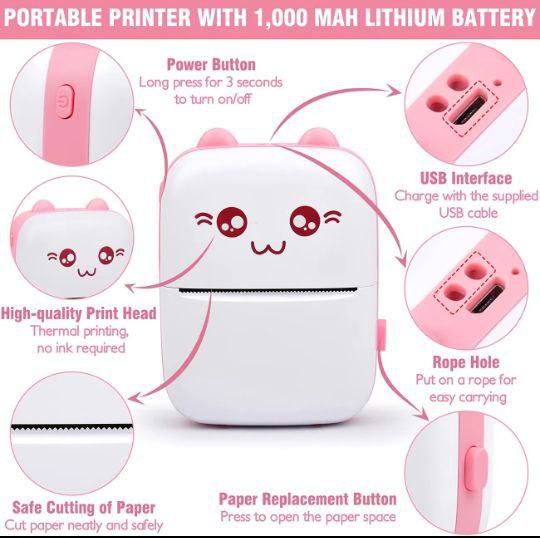 PORTABLE PRINTER WITH 1,000 MAH LITHIUM BATTERY
Power Button
Long press for 3 seconds
to turn on/off
USB Interface
Charge with the supplied
USB cable
High-quality Print Head
Thermal printing,
no ink required
Rope Hole
Put on a rope for
easy carrying
Safe Cutting of Paper
Cut paper neatly and safely
Paper Replacement Button
Press to open the paper space